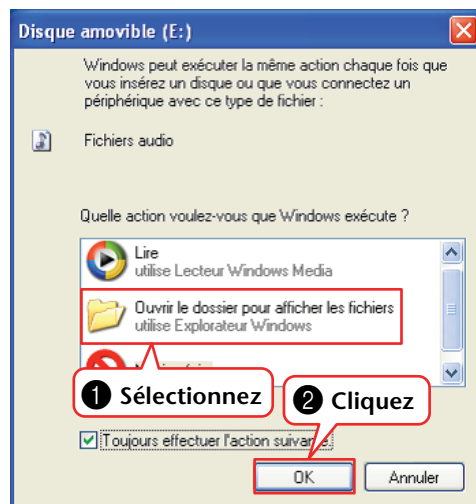 Disque amovible (E:)
Windows peut exécuter la même action chaque fois que
vous insérez un disque ou que vous connectez un
périphérique avec ce type de fichier :
Fichiers audio
Quelle action voulez-vous que Windows exécute ?
Lire
utilise Lecteur Windows Media
Ouvrir le dossier pour afficher les fichiers
utilise Explorateur Windows
1 Sélectionnez
2 Cliquez
Toujours effectuer l'action suivante.
OK
Annuler